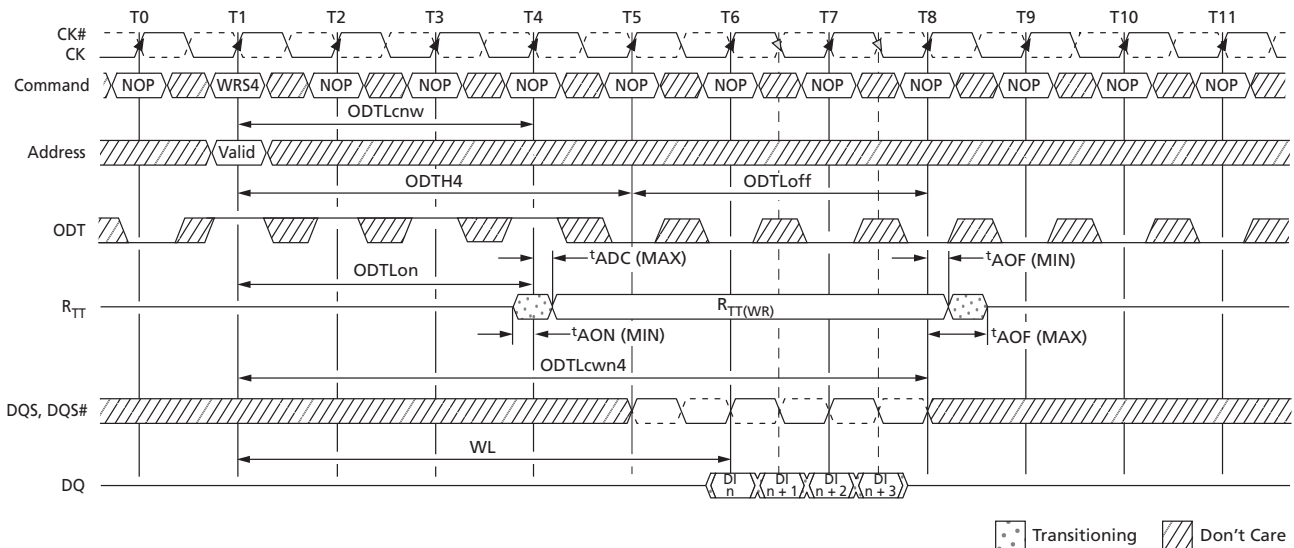 T0 T1 T2 T3 T4 T5 T6 T7 T8 T9 T10 T11
CK#
CK
Command NOP WRS4 NOP NOP NOP NOP NOP NOP NOP NOP NOP NOP
ODTLcnw
Address Valid
ODTH4 ODTLoff
ODT
tADC (MAX) tAOF (MIN)
ODTLon
RTT RTT(WR)
tAON (MIN) tAOF (MAX)
ODTLcwn4
DQS, DQS#
WL
DQ DI n DI n + 1 DI n + 2 DI n + 3
Transitioning Don't Care